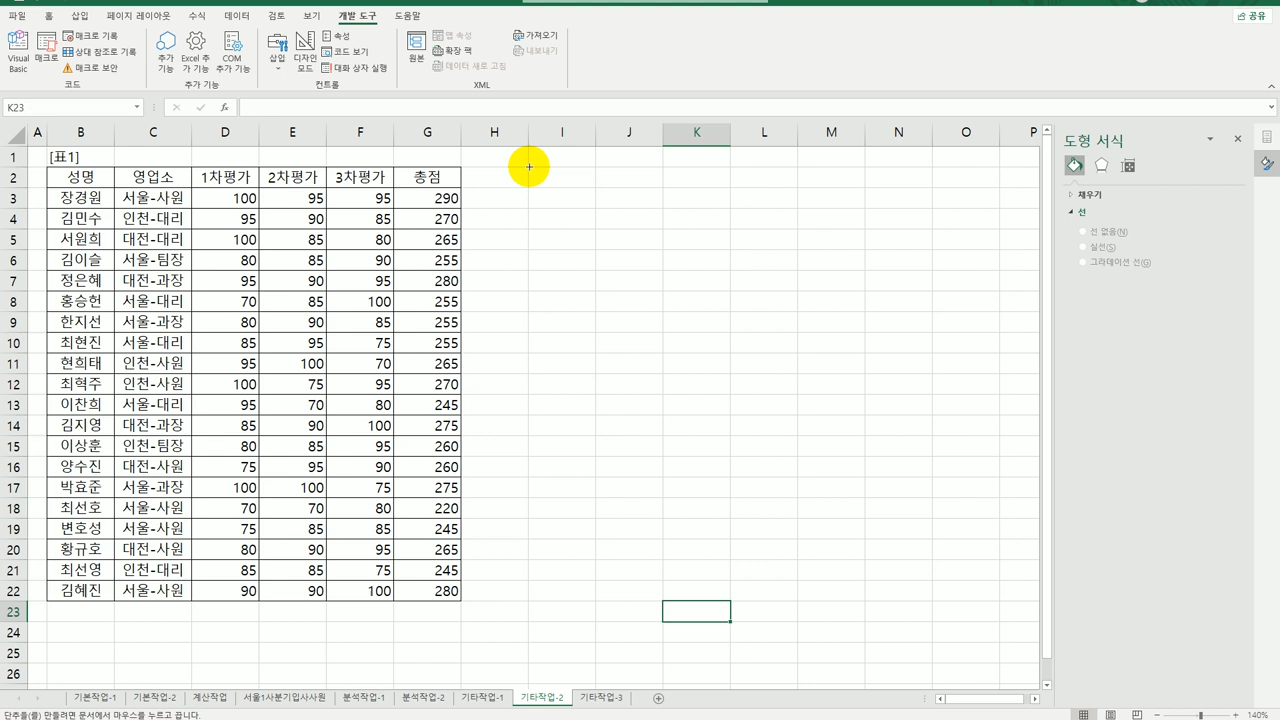 파일 홈 삽입 페이지 레이아웃 수식 데이터 검토 보기 개발 도구 도움말 공유
Visual Basic 매크로 매크로 기록 상대 참조로 기록 매크로 보안 추가 기능 Excel 추가 기능 COM 추가 기능 삽입 디자인 모드 속성 코드 보기 대화 상자 실행 원본 맵 속성 확장 팩 데이터 새로 고침 가져오기 내보내기
코드 추가 기능 컨트롤 XML
K23 fx
A B C D E F G H I J K L M N O P
도형 서식
채우기
선
선 없음(N)
실선(S)
그라데이션 선(G)
1 [표1]
2 성명 영업소 1차평가 2차평가 3차평가 총점
3 장경원 서울-사원 100 95 95 290
4 김민수 인천-대리 95 90 85 270
5 서원희 대전-대리 100 85 80 265
6 김이슬 서울-팀장 80 85 90 255
7 정은혜 대전-과장 95 90 95 280
8 홍승헌 서울-대리 70 85 100 255
9 한지선 서울-과장 80 90 85 255
10 최현진 서울-대리 85 95 75 255
11 현희태 인천-사원 95 100 70 265
12 최혁주 인천-사원 100 75 95 270
13 이찬희 서울-대리 95 70 80 245
14 김지영 대전-과장 85 90 100 275
15 이상훈 인천-팀장 80 85 95 260
16 양수진 대전-사원 75 95 90 260
17 박효준 서울-과장 100 100 75 275
18 최선호 서울-사원 70 70 80 220
19 변호성 서울-사원 75 85 85 245
20 황규호 대전-사원 80 90 95 265
21 최선영 인천-대리 85 85 75 245
22 김혜진 서울-사원 90 90 100 280
23
24
25
26
기본작업-1 기본작업-2 계산작업 서울1사분기입사사원 분석작업-1 분석작업-2 기타작업-1 기타작업-2 기타작업-3
단추을(를) 만들려면 문서에서 마우스를 누르고 끕니다. 140%